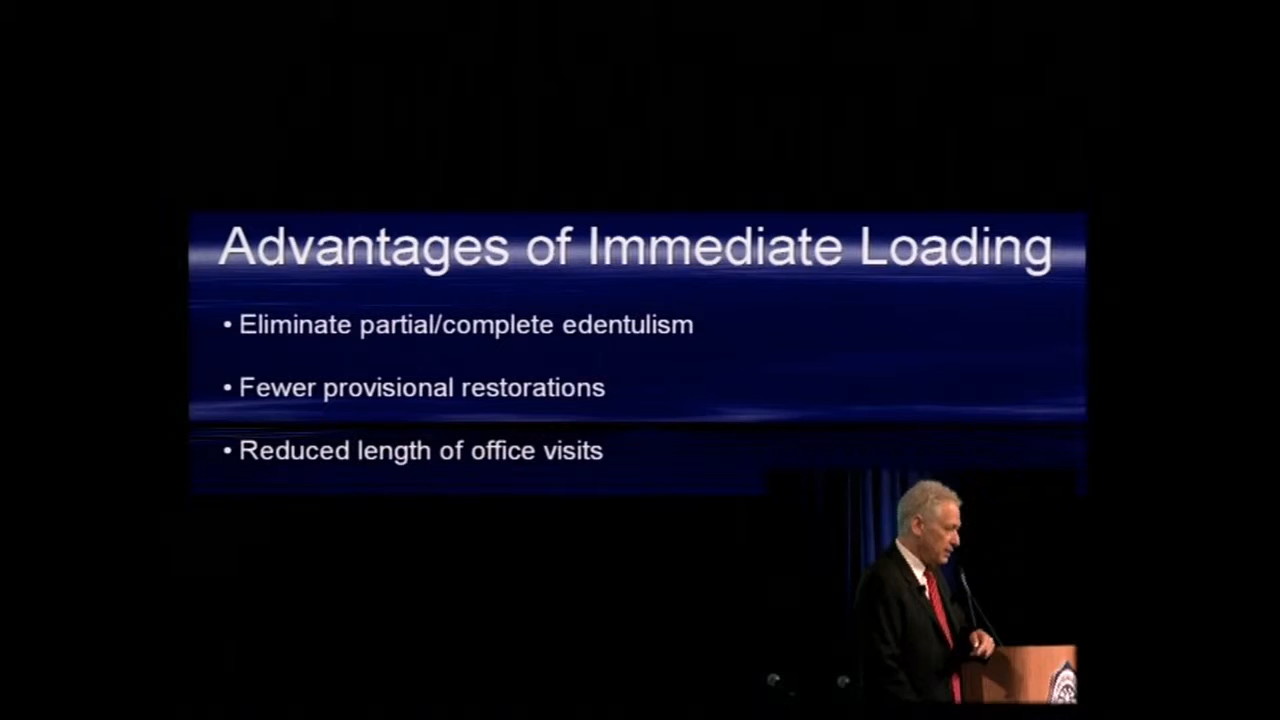 Advantages of Immediate Loading
• Eliminate partial/complete edentulism
• Fewer provisional restorations
• Reduced length of office visits